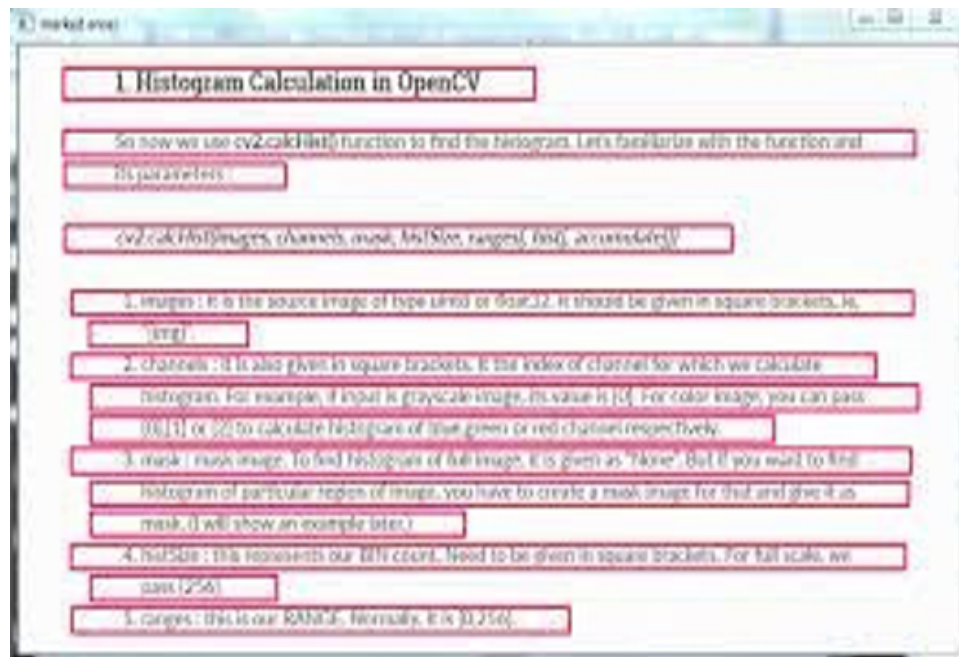 marked areas
1. Histogram Calculation in OpenCV
So now we use cv2.calcHist() function to find the histogram. Let's familiarize with the function and
its parameters :
cv2.calcHist(images, channels, mask, histSize, ranges[, hist[, accumulate]])
1. images : it is the source image of type uint8 or float32. it should be given in square brackets, ie,
"[img]".
2. channels : it is also given in square brackets. It the index of channel for which we calculate
histogram. For example, if input is grayscale image, its value is [0]. For color image, you can pass
[0],[1] or [2] to calculate histogram of blue,green or red channel respectively.
3. mask : mask image. To find histogram of full image, it is given as "None". But if you want to find
histogram of particular region of image, you have to create a mask image for that and give it as
mask. (I will show an example later.)
4. histSize : this represents our BIN count. Need to be given in square brackets. For full scale, we
pass [256].
5. ranges : this is our RANGE. Normally, it is [0,256].